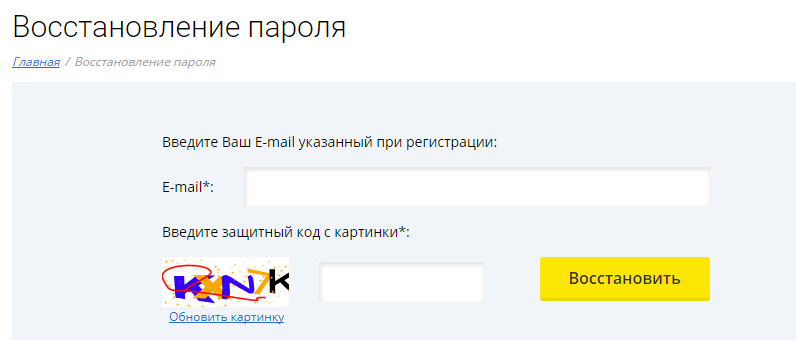 Восстановление пароля
Главная / Восстановление пароля
Введите Ваш E-mail указанный при регистрации:
E-mail*:
Введите защитный код с картинки*:
Восстановить
Обновить картинку